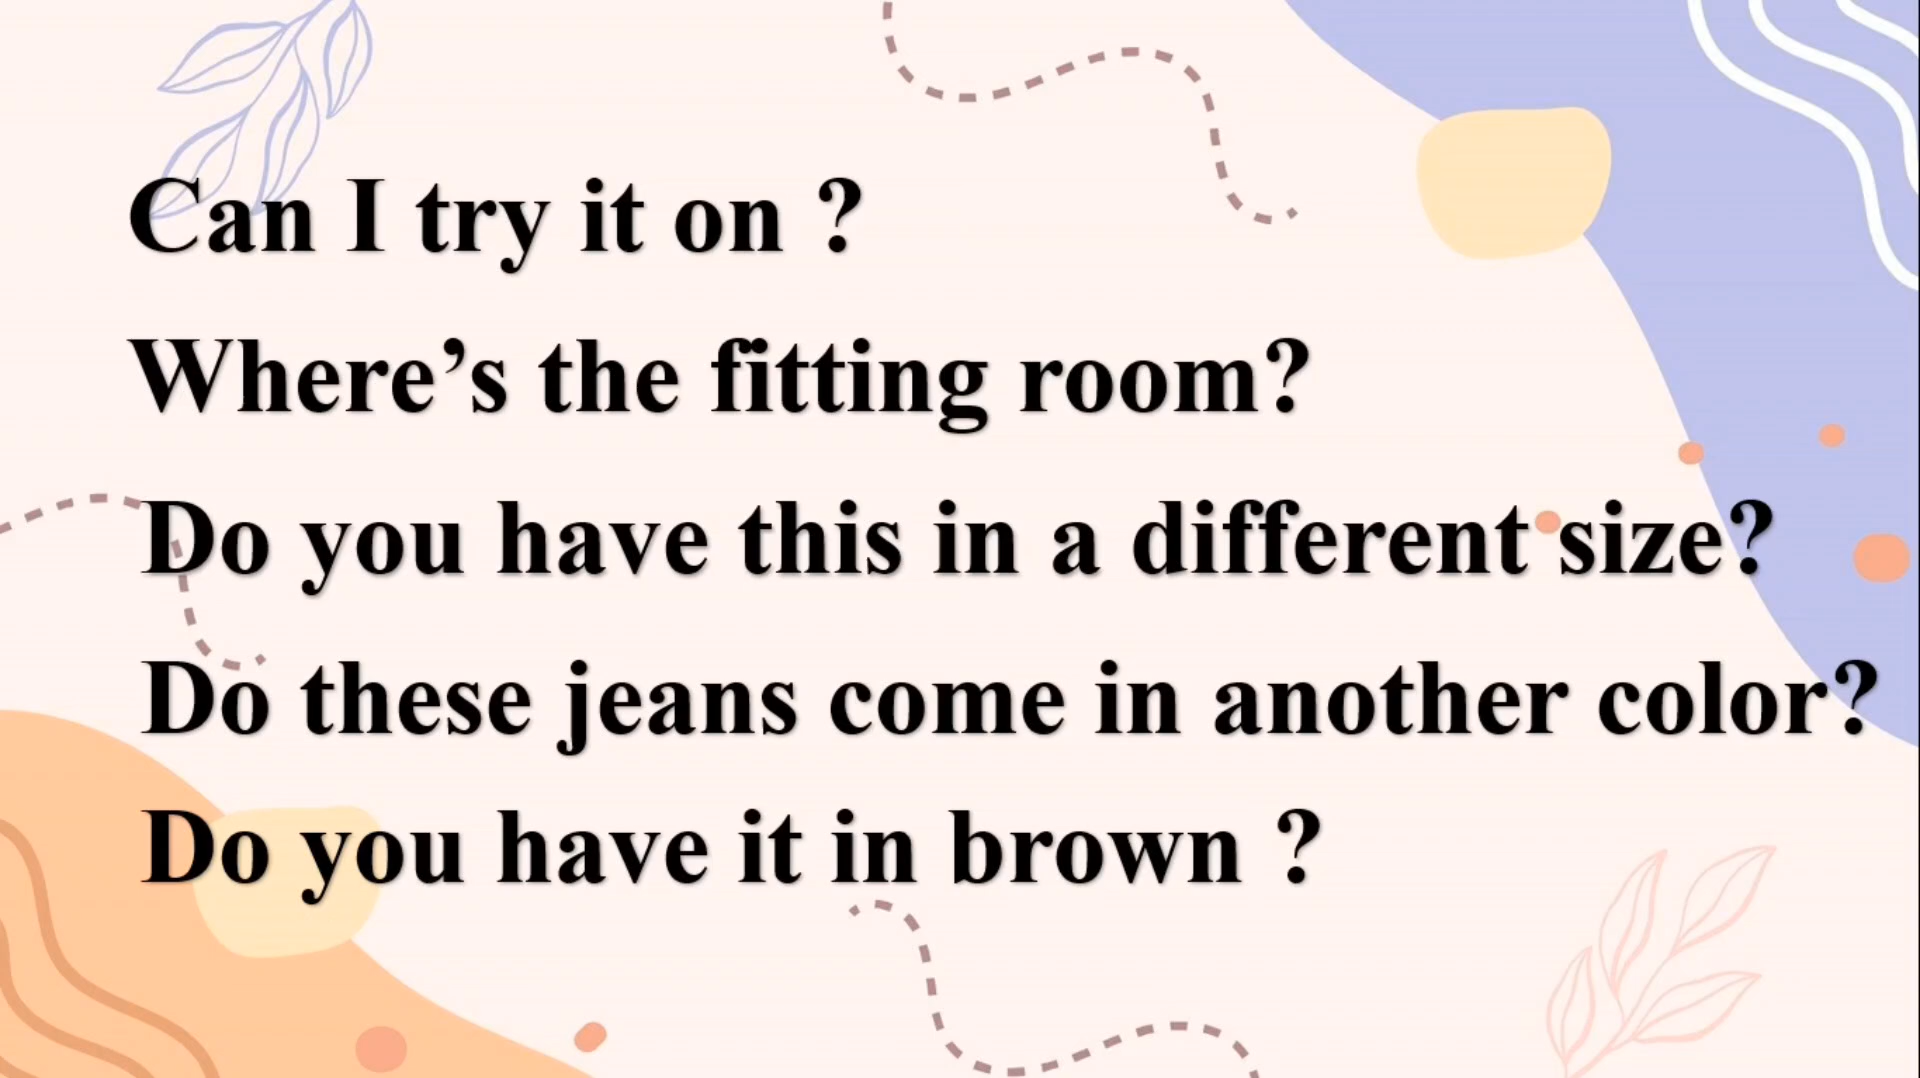 Can I try it on ?
Where’s the fitting room?
Do you have this in a different size?
Do these jeans come in another color?
Do you have it in brown ?